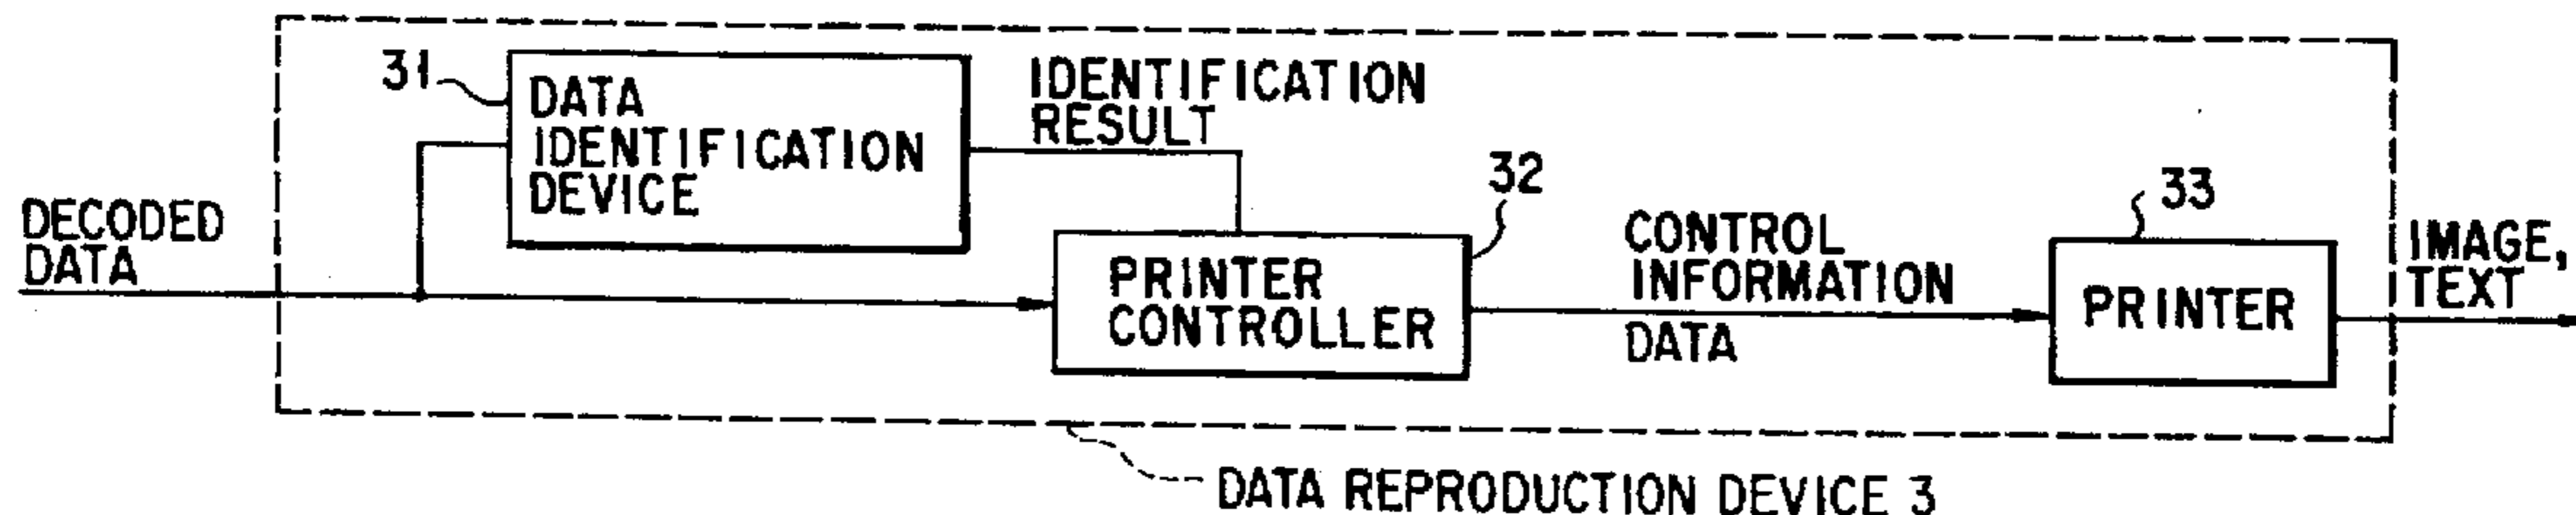 31
DATA
IDENTIFICATION
DEVICE
IDENTIFICATION
RESULT
DECODED
DATA
32
PRINTER
CONTROLLER
CONTROL
INFORMATION
DATA
33
PRINTER
IMAGE,
TEXT
DATA REPRODUCTION DEVICE 3